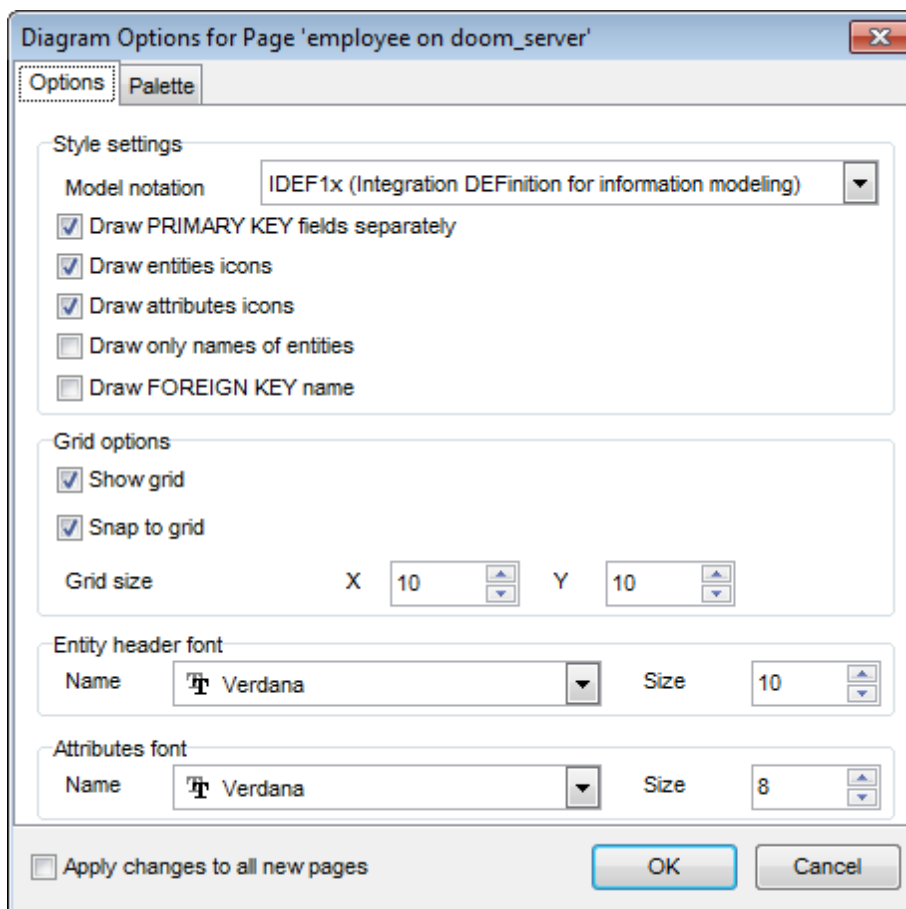 Diagram Options for Page 'employee on doom_server'
Options Palette
Style settings
Model notation IDEF1x (Integration DEFinition for information modeling)
Draw PRIMARY KEY fields separately
Draw entities icons
Draw attributes icons
Draw only names of entities
Draw FOREIGN KEY name
Grid options
Show grid
Snap to grid
Grid size X 10 Y 10
Entity header font
Name Verdana Size 10
Attributes font
Name Verdana Size 8
Apply changes to all new pages OK Cancel